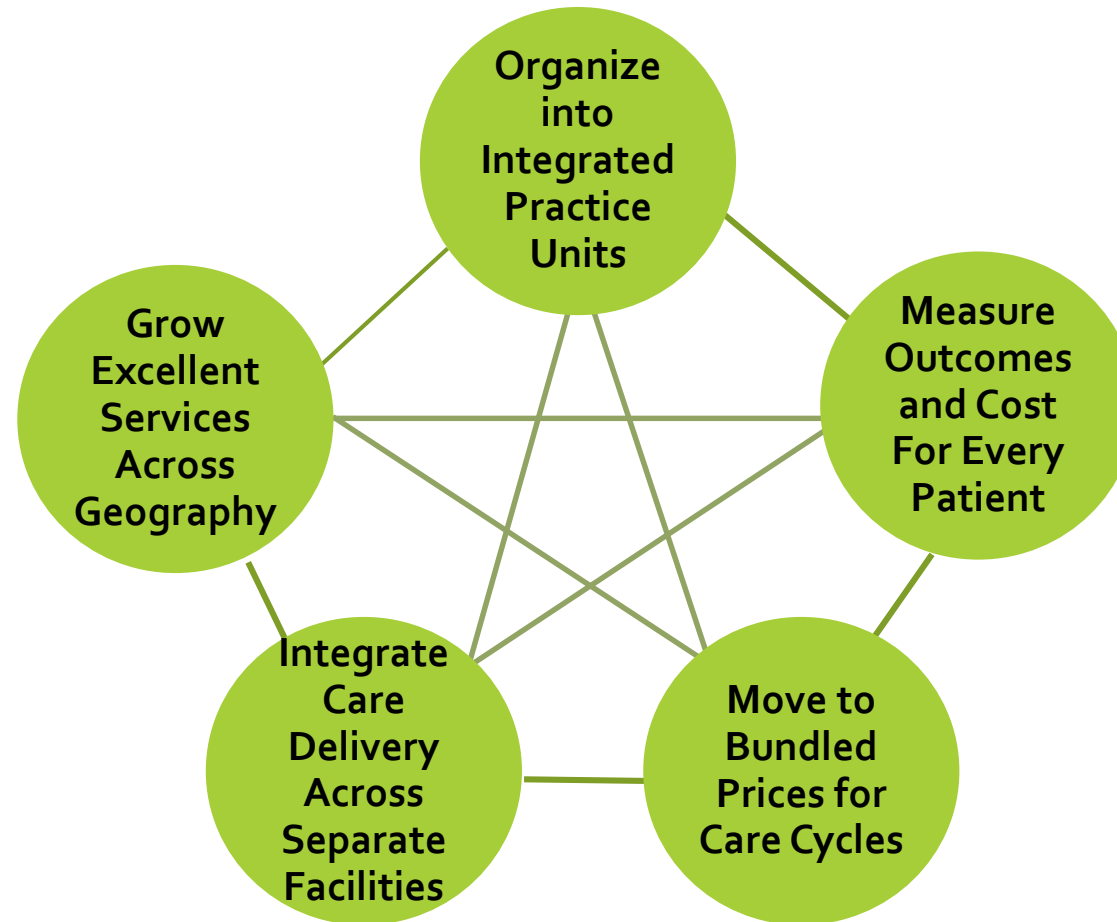 Organize
into
Integrated
Practice
Units
Measure
Outcomes
and Cost
For Every
Patient
Move to
Bundled
Prices for
Care Cycles
Integrate
Care
Delivery
Across
Separate
Facilities
Grow
Excellent
Services
Across
Geography